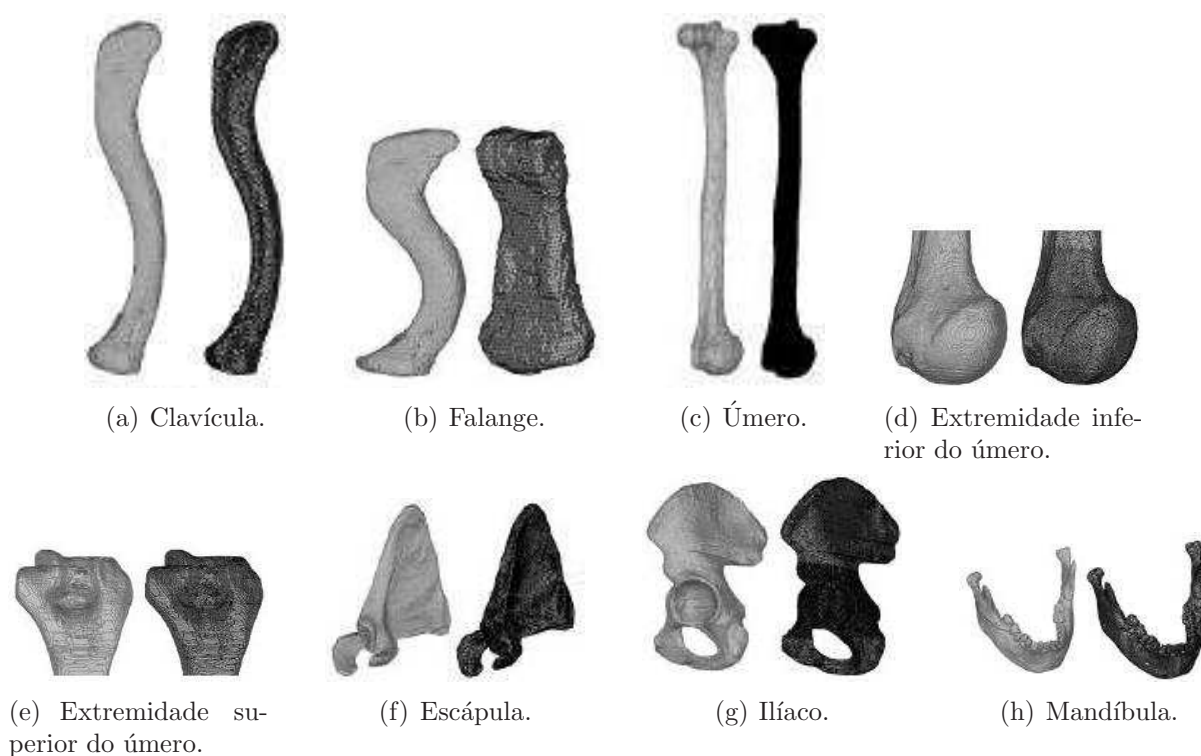 (a) Clavícula.
(b) Falange.
(c) Úmero.
(d) Extremidade infe-
rior do úmero.
(e) Extremidade su-
perior do úmero.
(f) Escápula.
(g) Ilíaco.
(h) Mandíbula.